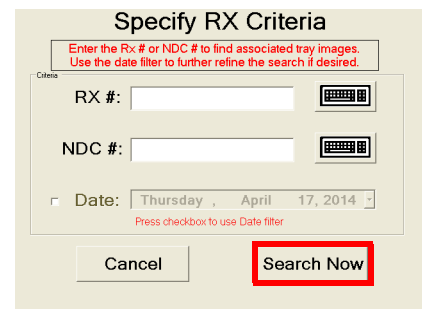 Specify RX Criteria
Enter the Rx # or NDC # to find associated tray images.
Use the date filter to further refine the search if desired.
Criteria
RX #:
NDC #:
Date: Thursday , April 17, 2014
Press checkbox to use Date filter
Cancel Search Now